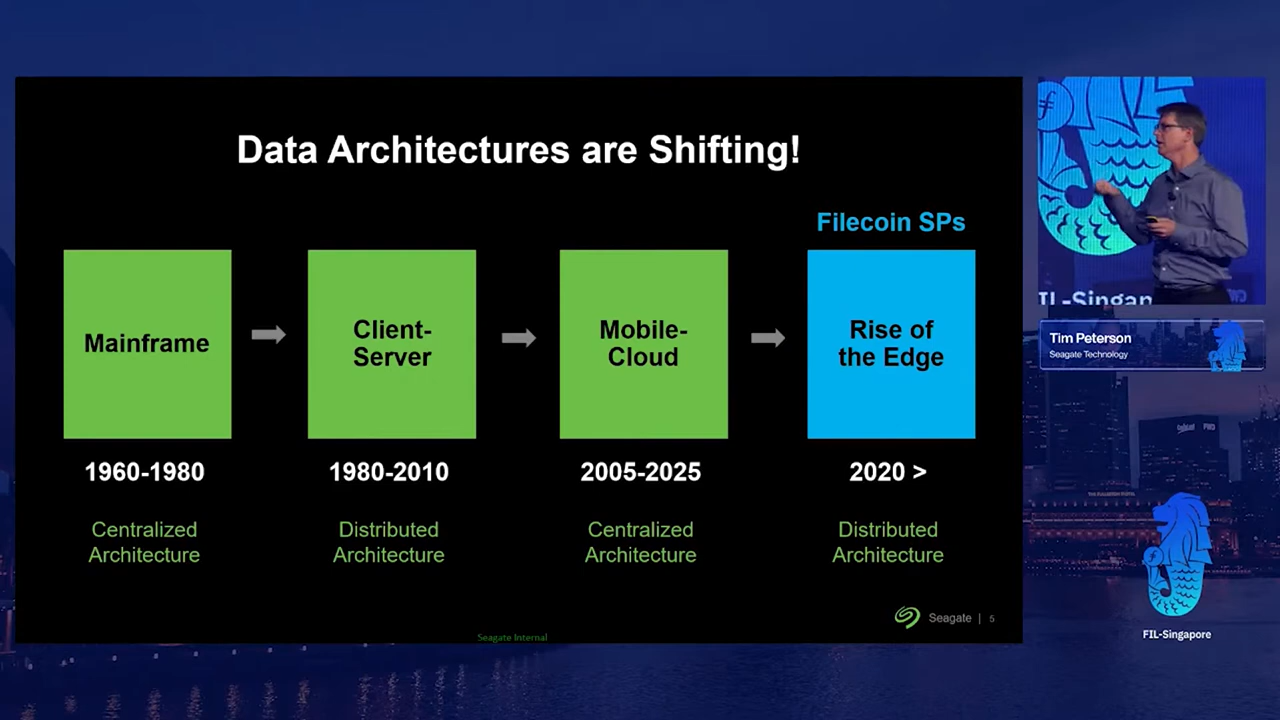 Data Architectures are Shifting!
Filecoin SPs
Mainframe
Client-
Server
Mobile-
Cloud
Rise of
the Edge
1960-1980
1980-2010
2005-2025
2020 >
Centralized
Architecture
Distributed
Architecture
Centralized
Architecture
Distributed
Architecture
Seagate | 5
Seagate Internal
FIL-Singap
Tim Peterson
Seagate Technology
FIL-Singapore